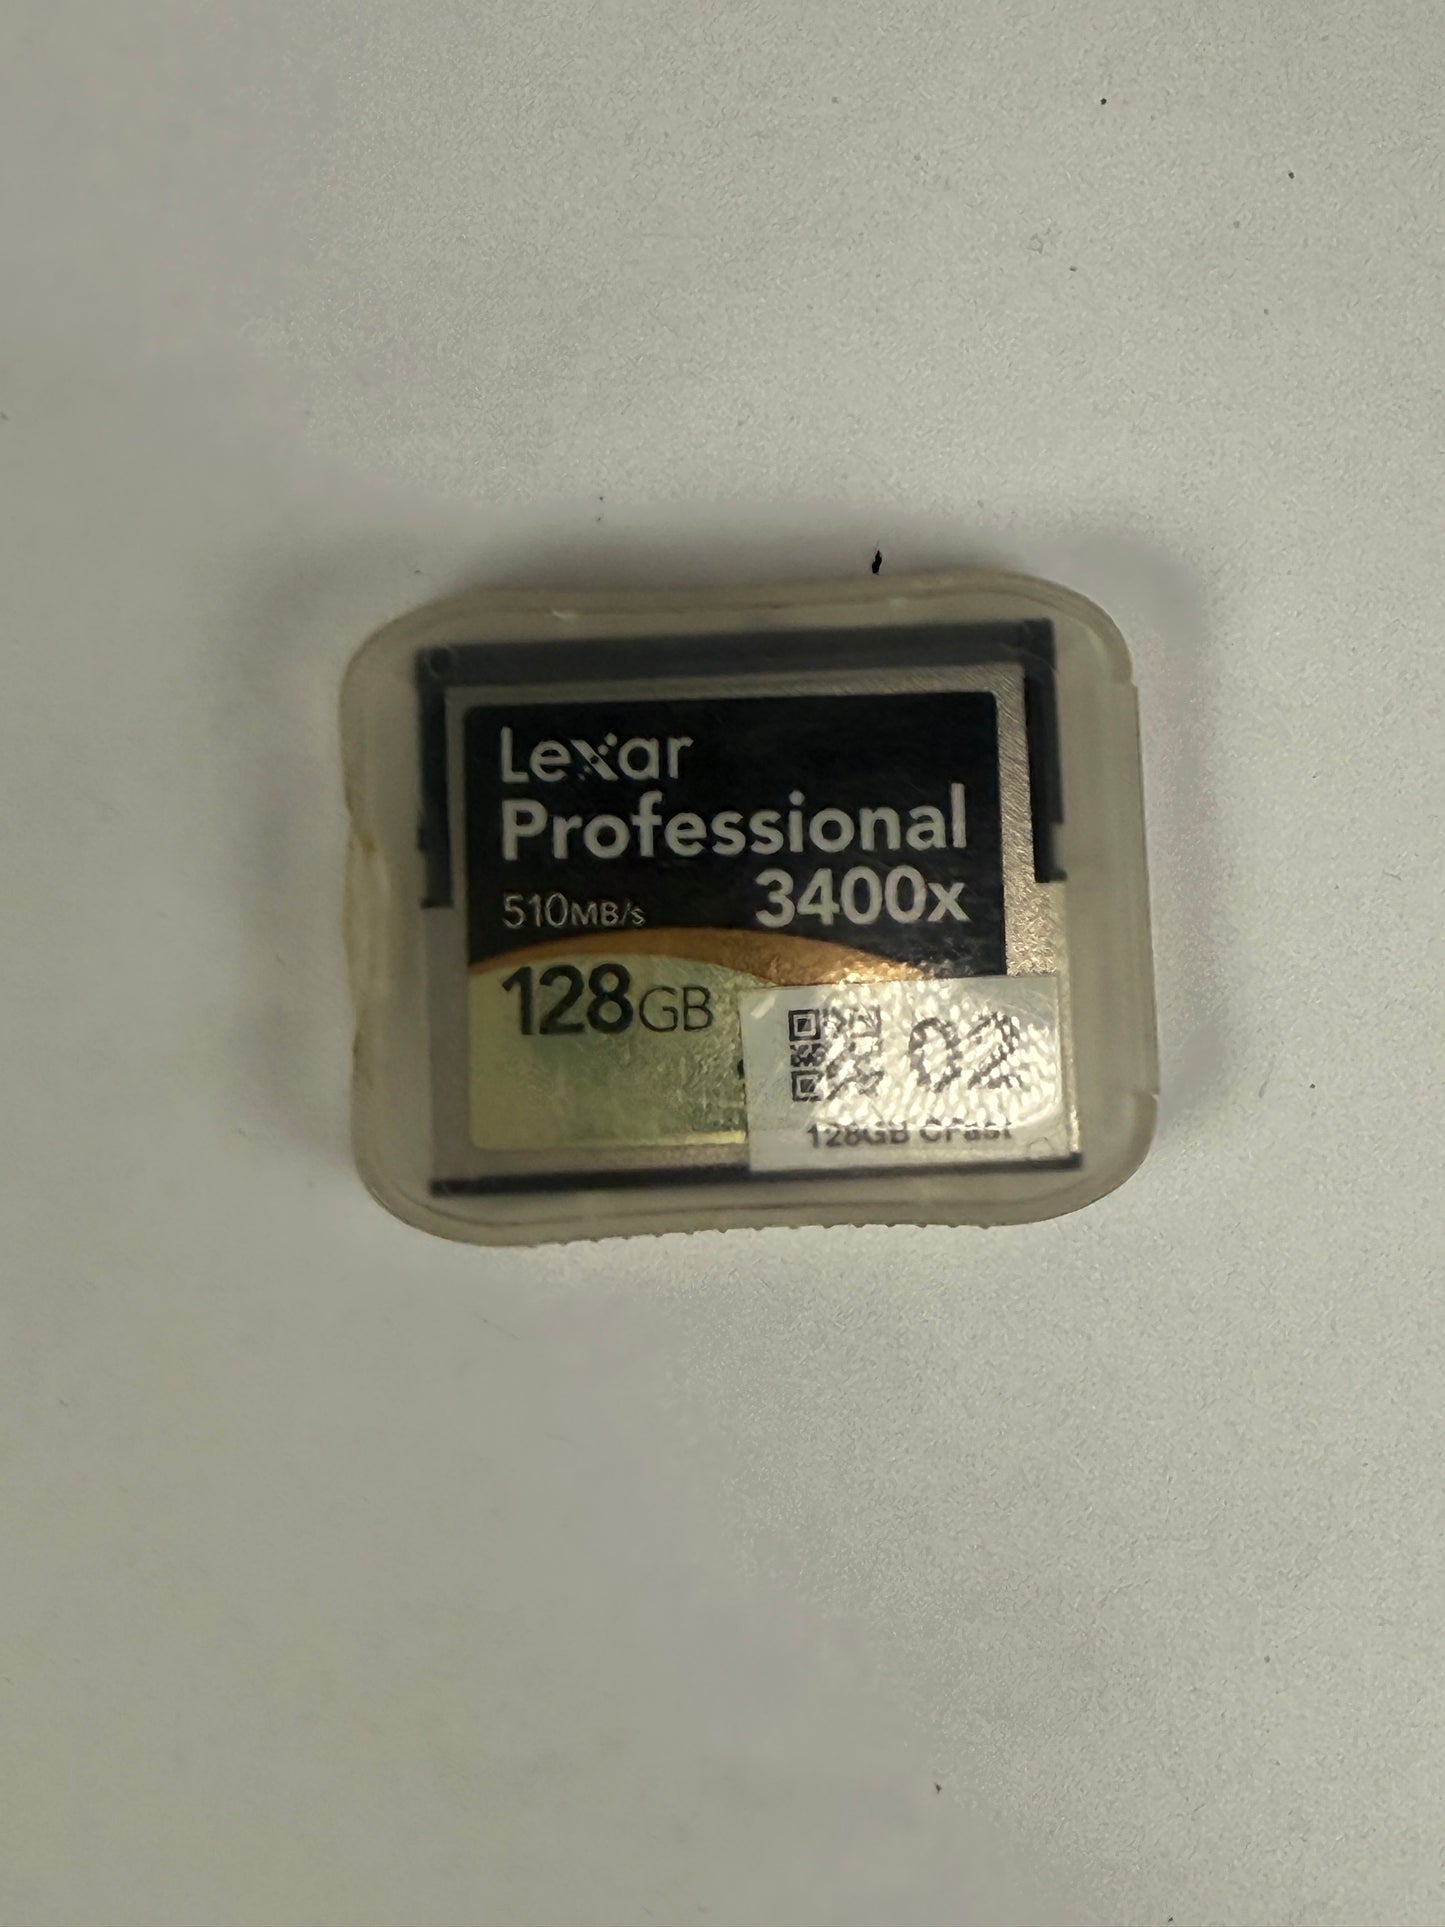 Lexar
Professional
3400x
510MB/s
128GB
02
128GB CFast